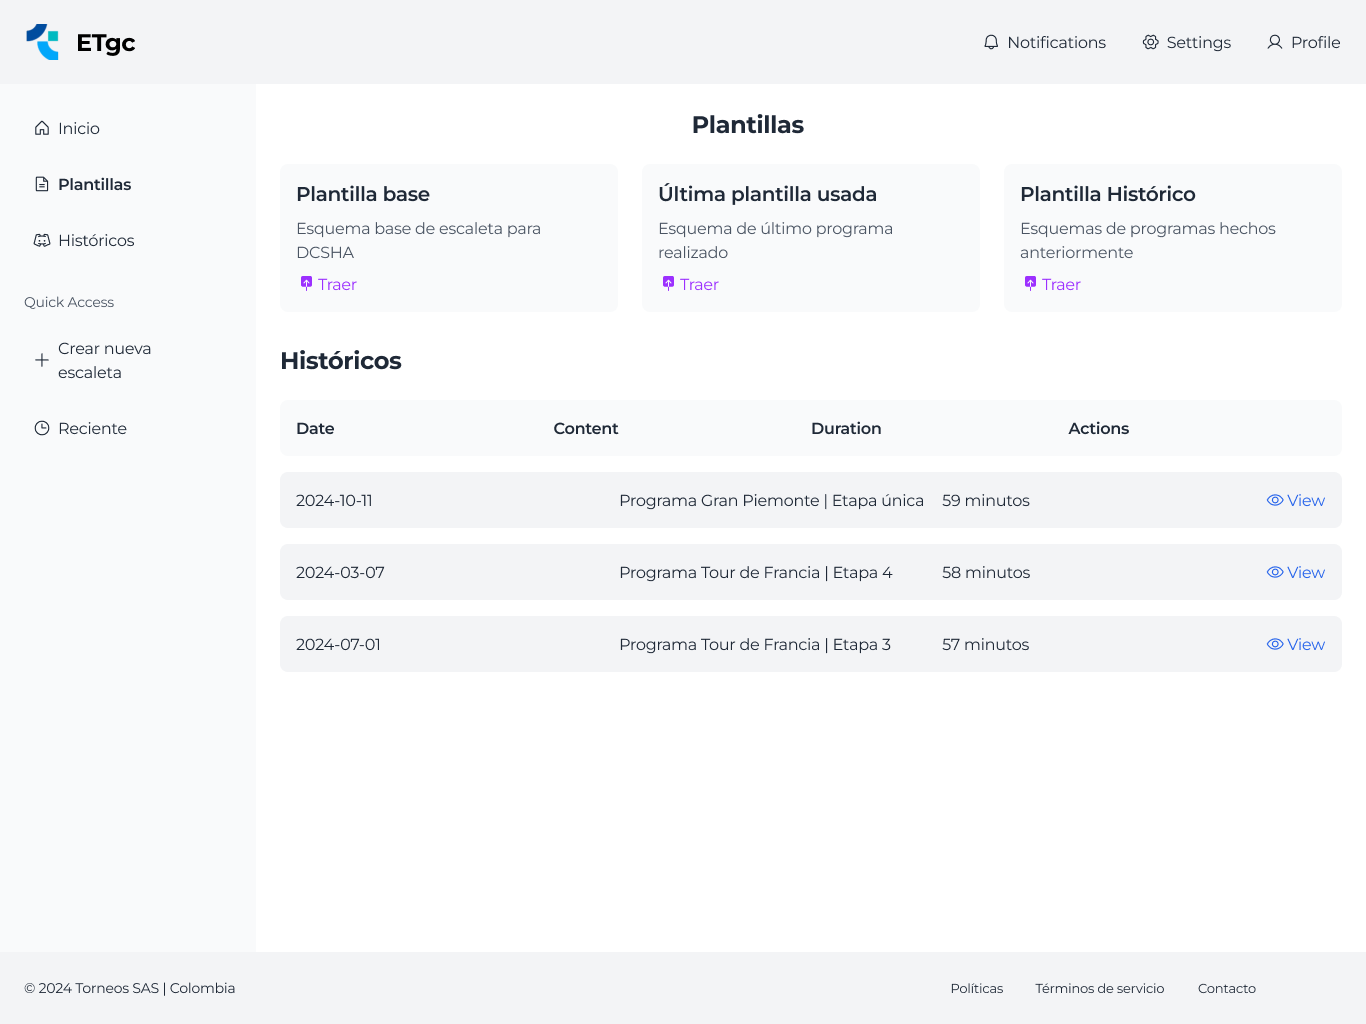 ETgc
Notifications
Settings
Profile
Inicio
Plantillas
Históricos
Quick Access
Crear nueva
escaleta
Reciente
Plantillas
Plantilla base
Esquema base de escaleta para
DCSHA
Traer
Última plantilla usada
Esquema de último programa
realizado
Traer
Plantilla Histórico
Esquemas de programas hechos
anteriormente
Traer
Históricos
Date Content Duration Actions
2024-10-11 Programa Gran Piemonte | Etapa única 59 minutos View
2024-03-07 Programa Tour de Francia | Etapa 4 58 minutos View
2024-07-01 Programa Tour de Francia | Etapa 3 57 minutos View
© 2024 Torneos SAS | Colombia
Políticas
Términos de servicio
Contacto